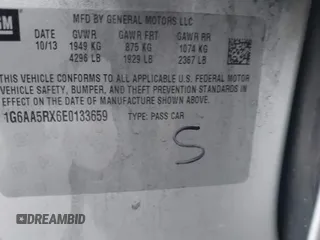 GM
MFD BY GENERAL MOTORS LLC
DATE GVWR GAWR FRT GAWR RR
10/13 1949 KG 875 KG 1074 KG
4296 LB 1929 LB 2367 LB
THIS VEHICLE CONFORMS TO ALL APPLICABLE U.S. FEDERAL MOTOR
VEHICLE SAFETY, BUMPER, AND THEFT PREVENTION STANDARDS
IN EFFECT ON THE DATE OF MANUFACTURE SHOWN ABOVE.
1G6AA5RX6E0133659 TYPE: PASS CAR
S
AUTOBIDCAR